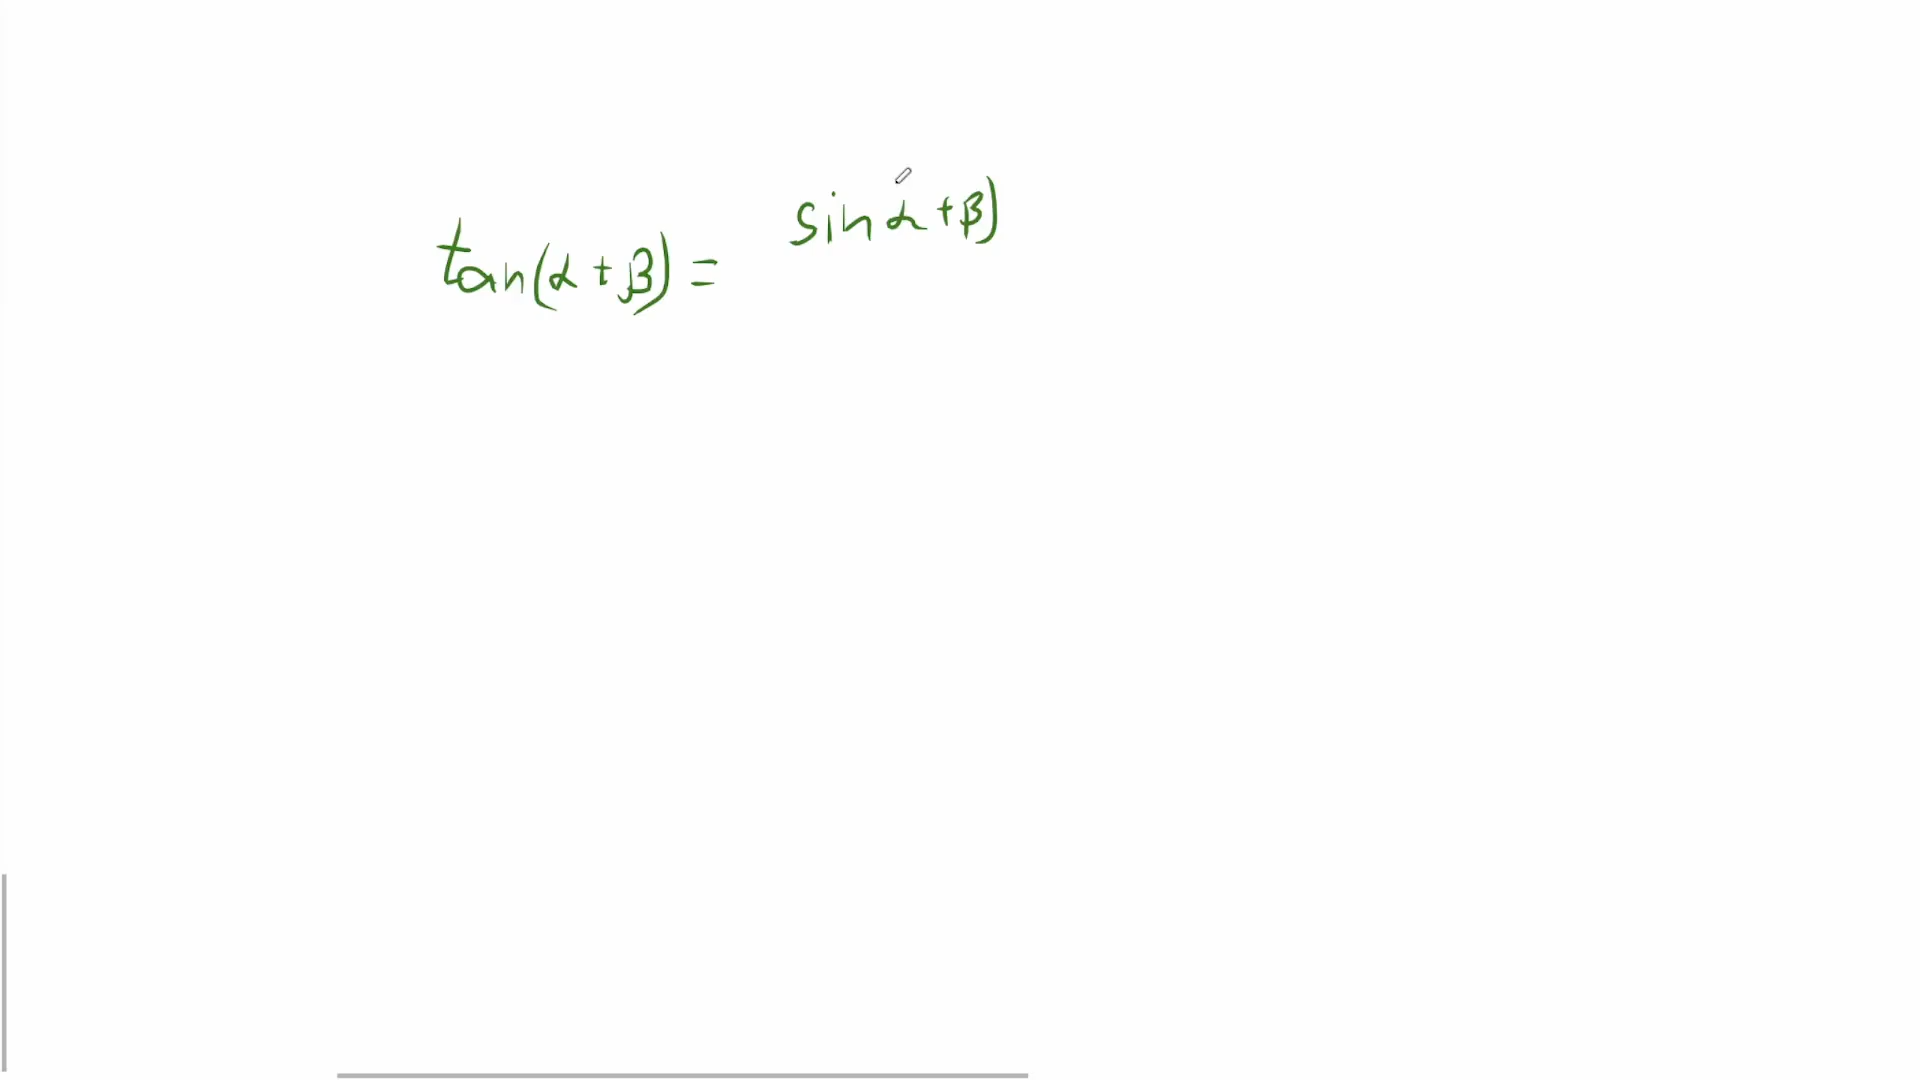 tan(α+β) = sin α+β)